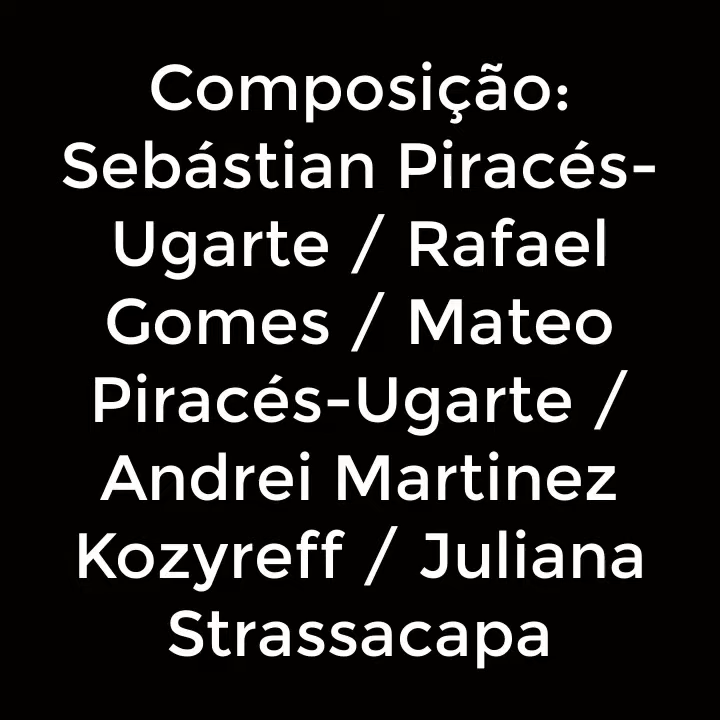 Composição:
Sebástian Piracés-
Ugarte / Rafael
Gomes / Mateo
Piracés-Ugarte /
Andrei Martinez
Kozyreff / Juliana
Strassacapa